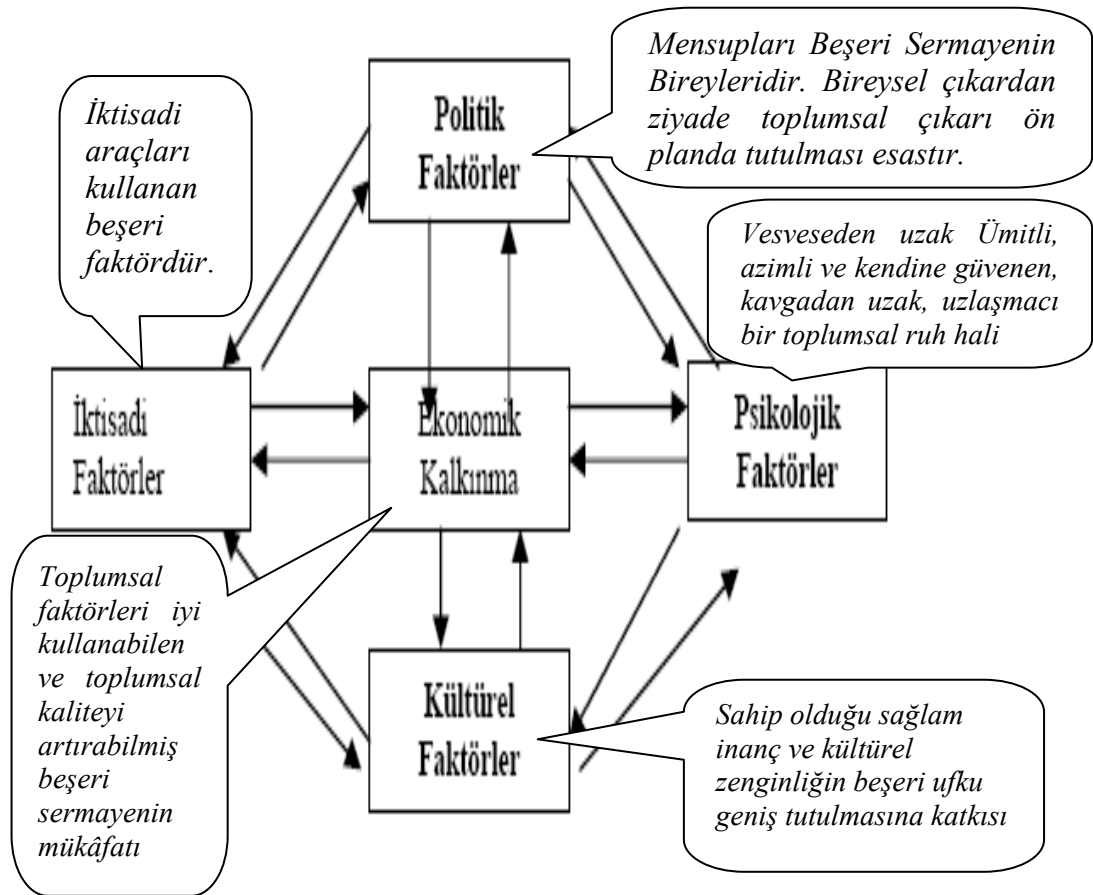 Mensupları Beşeri Sermayenin
Bireyleridir. Bireysel çıkardan
ziyade toplumsal çıkarı ön
planda tutulması esastır.
Politik
Faktörler
İktisadi
araçları
kullanan
beşeri
faktördür.
Vesveseden uzak Ümitli,
azimli ve kendine güvenen,
kavgadan uzak, uzlaşmacı
bir toplumsal ruh hali
İktisadi
Faktörler
Ekonomik
Kalkınma
Psikolojik
Faktörler
Toplumsal
faktörleri iyi
kullanabilen
ve toplumsal
kaliteyi
artırabilmiş
beşeri
sermayenin
mükâfatı
Kültürel
Faktörler
Sahip olduğu sağlam
inanç ve kültürel
zenginliğin beşeri ufku
geniş tutulmasına katkısı